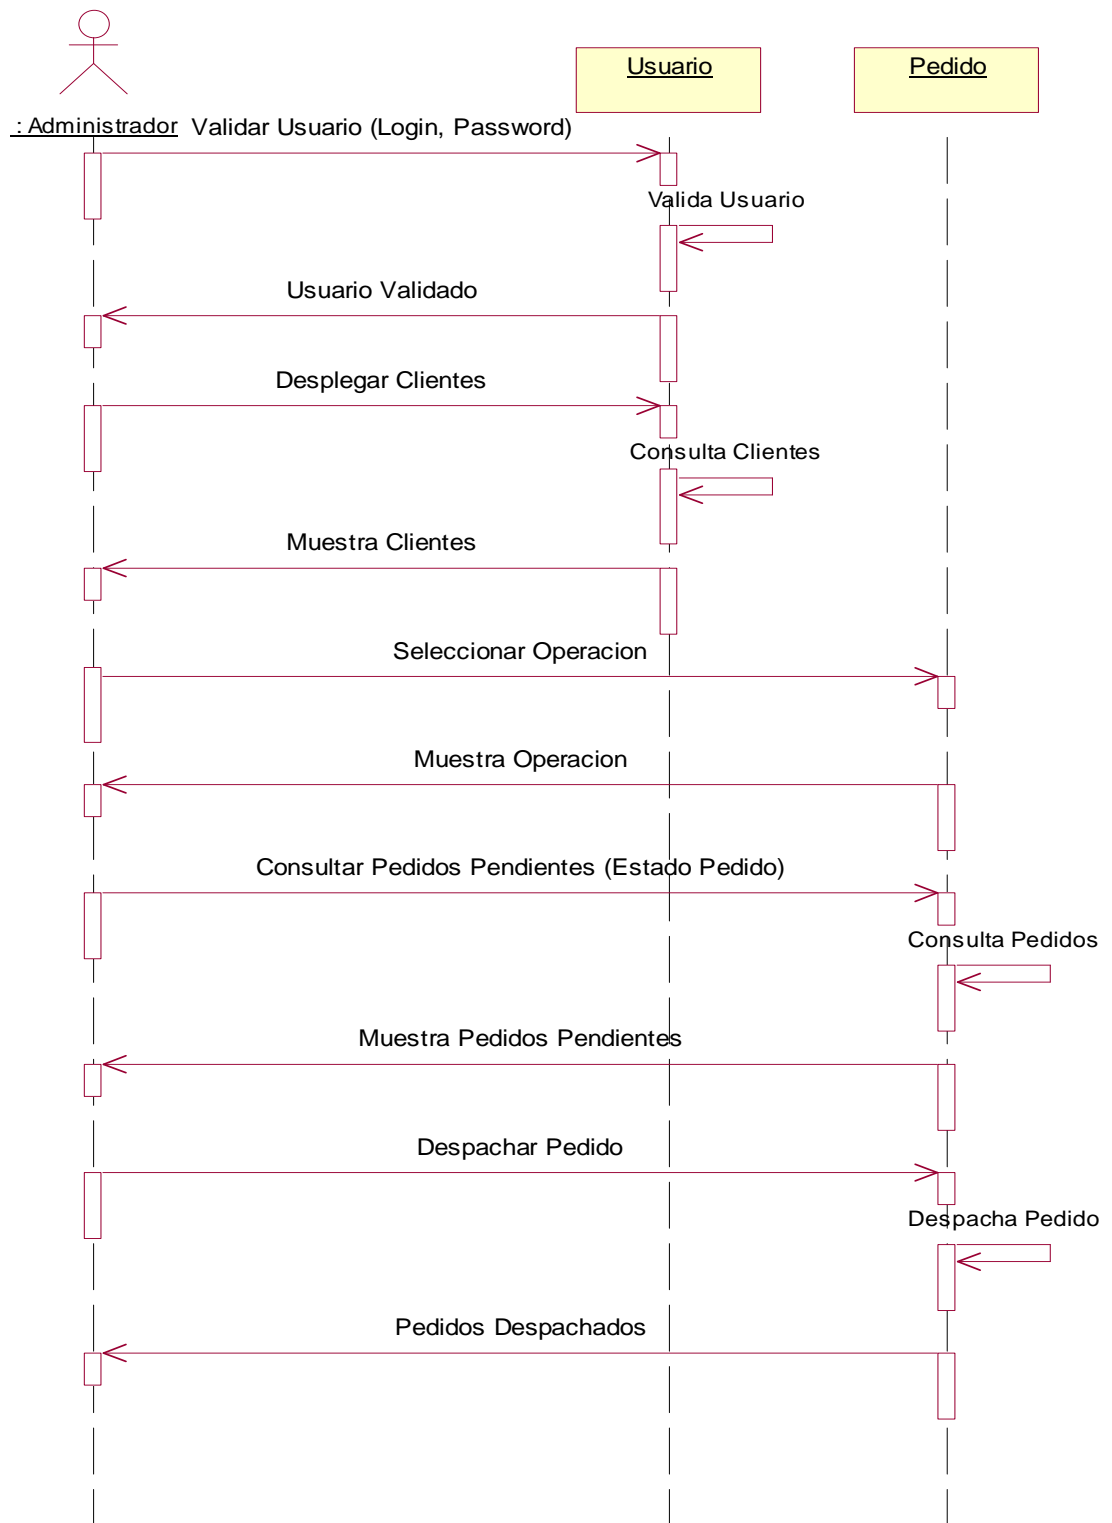 Usuario
Pedido
: Administrador
Validar Usuario (Login, Password)
Valida Usuario
Usuario Validado
Desplegar Clientes
Consulta Clientes
Muestra Clientes
Seleccionar Operacion
Muestra Operacion
Consultar Pedidos Pendientes (Estado Pedido)
Consulta Pedidos
Muestra Pedidos Pendientes
Despachar Pedido
Despacha Pedido
Pedidos Despachados